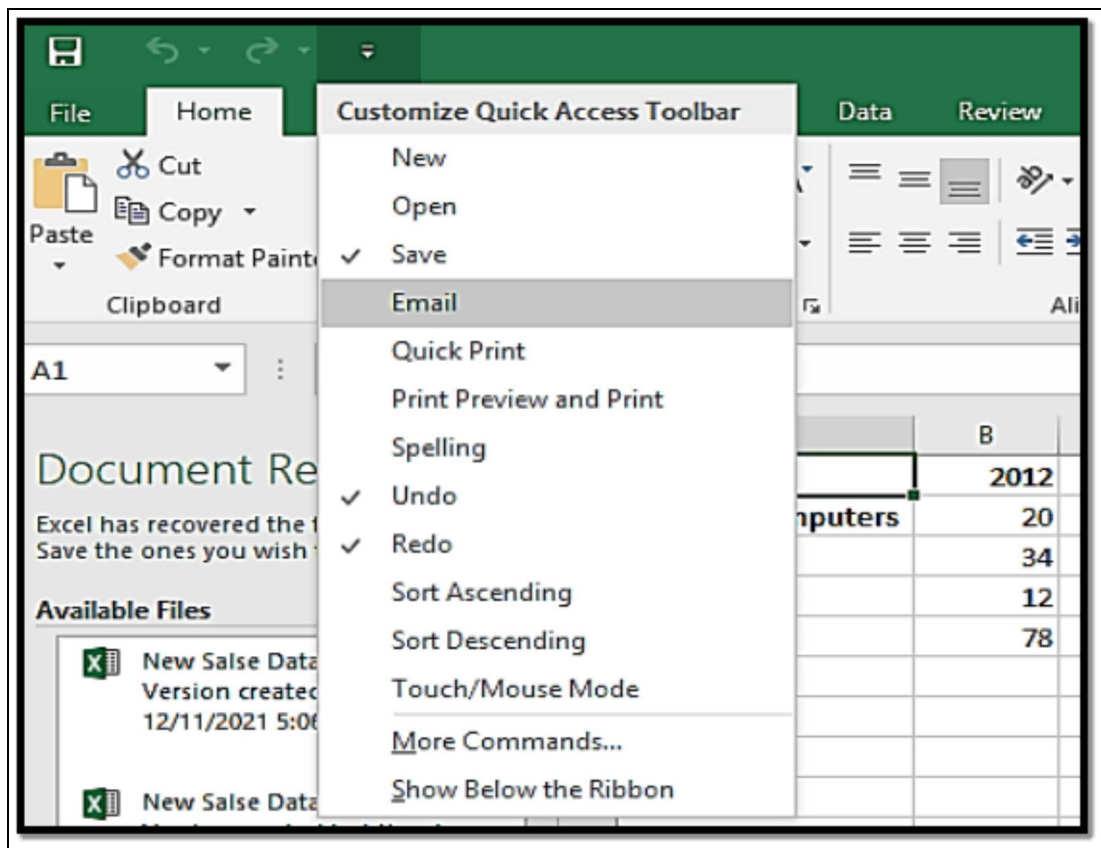 File Home Data Review
Customize Quick Access Toolbar
New
Open
Save
Email
Quick Print
Print Preview and Print
Spelling
Undo
Redo
Sort Ascending
Sort Descending
Touch/Mouse Mode
More Commands...
Show Below the Ribbon
Cut
Copy
Paste
Format Painte
Clipboard
Ali
A1
B
2012
nputers 20
34
12
78
Document Re
Excel has recovered the f
Save the ones you wish
Available Files
New Salse Data
Version created
12/11/2021 5:06
New Salse Data